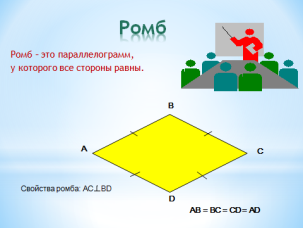 Ромб
Ромб - это параллелограмм,
у которого все стороны равны.
B
A
C
D
Свойства ромба: AC⊥BD
AB = BC = CD = AD